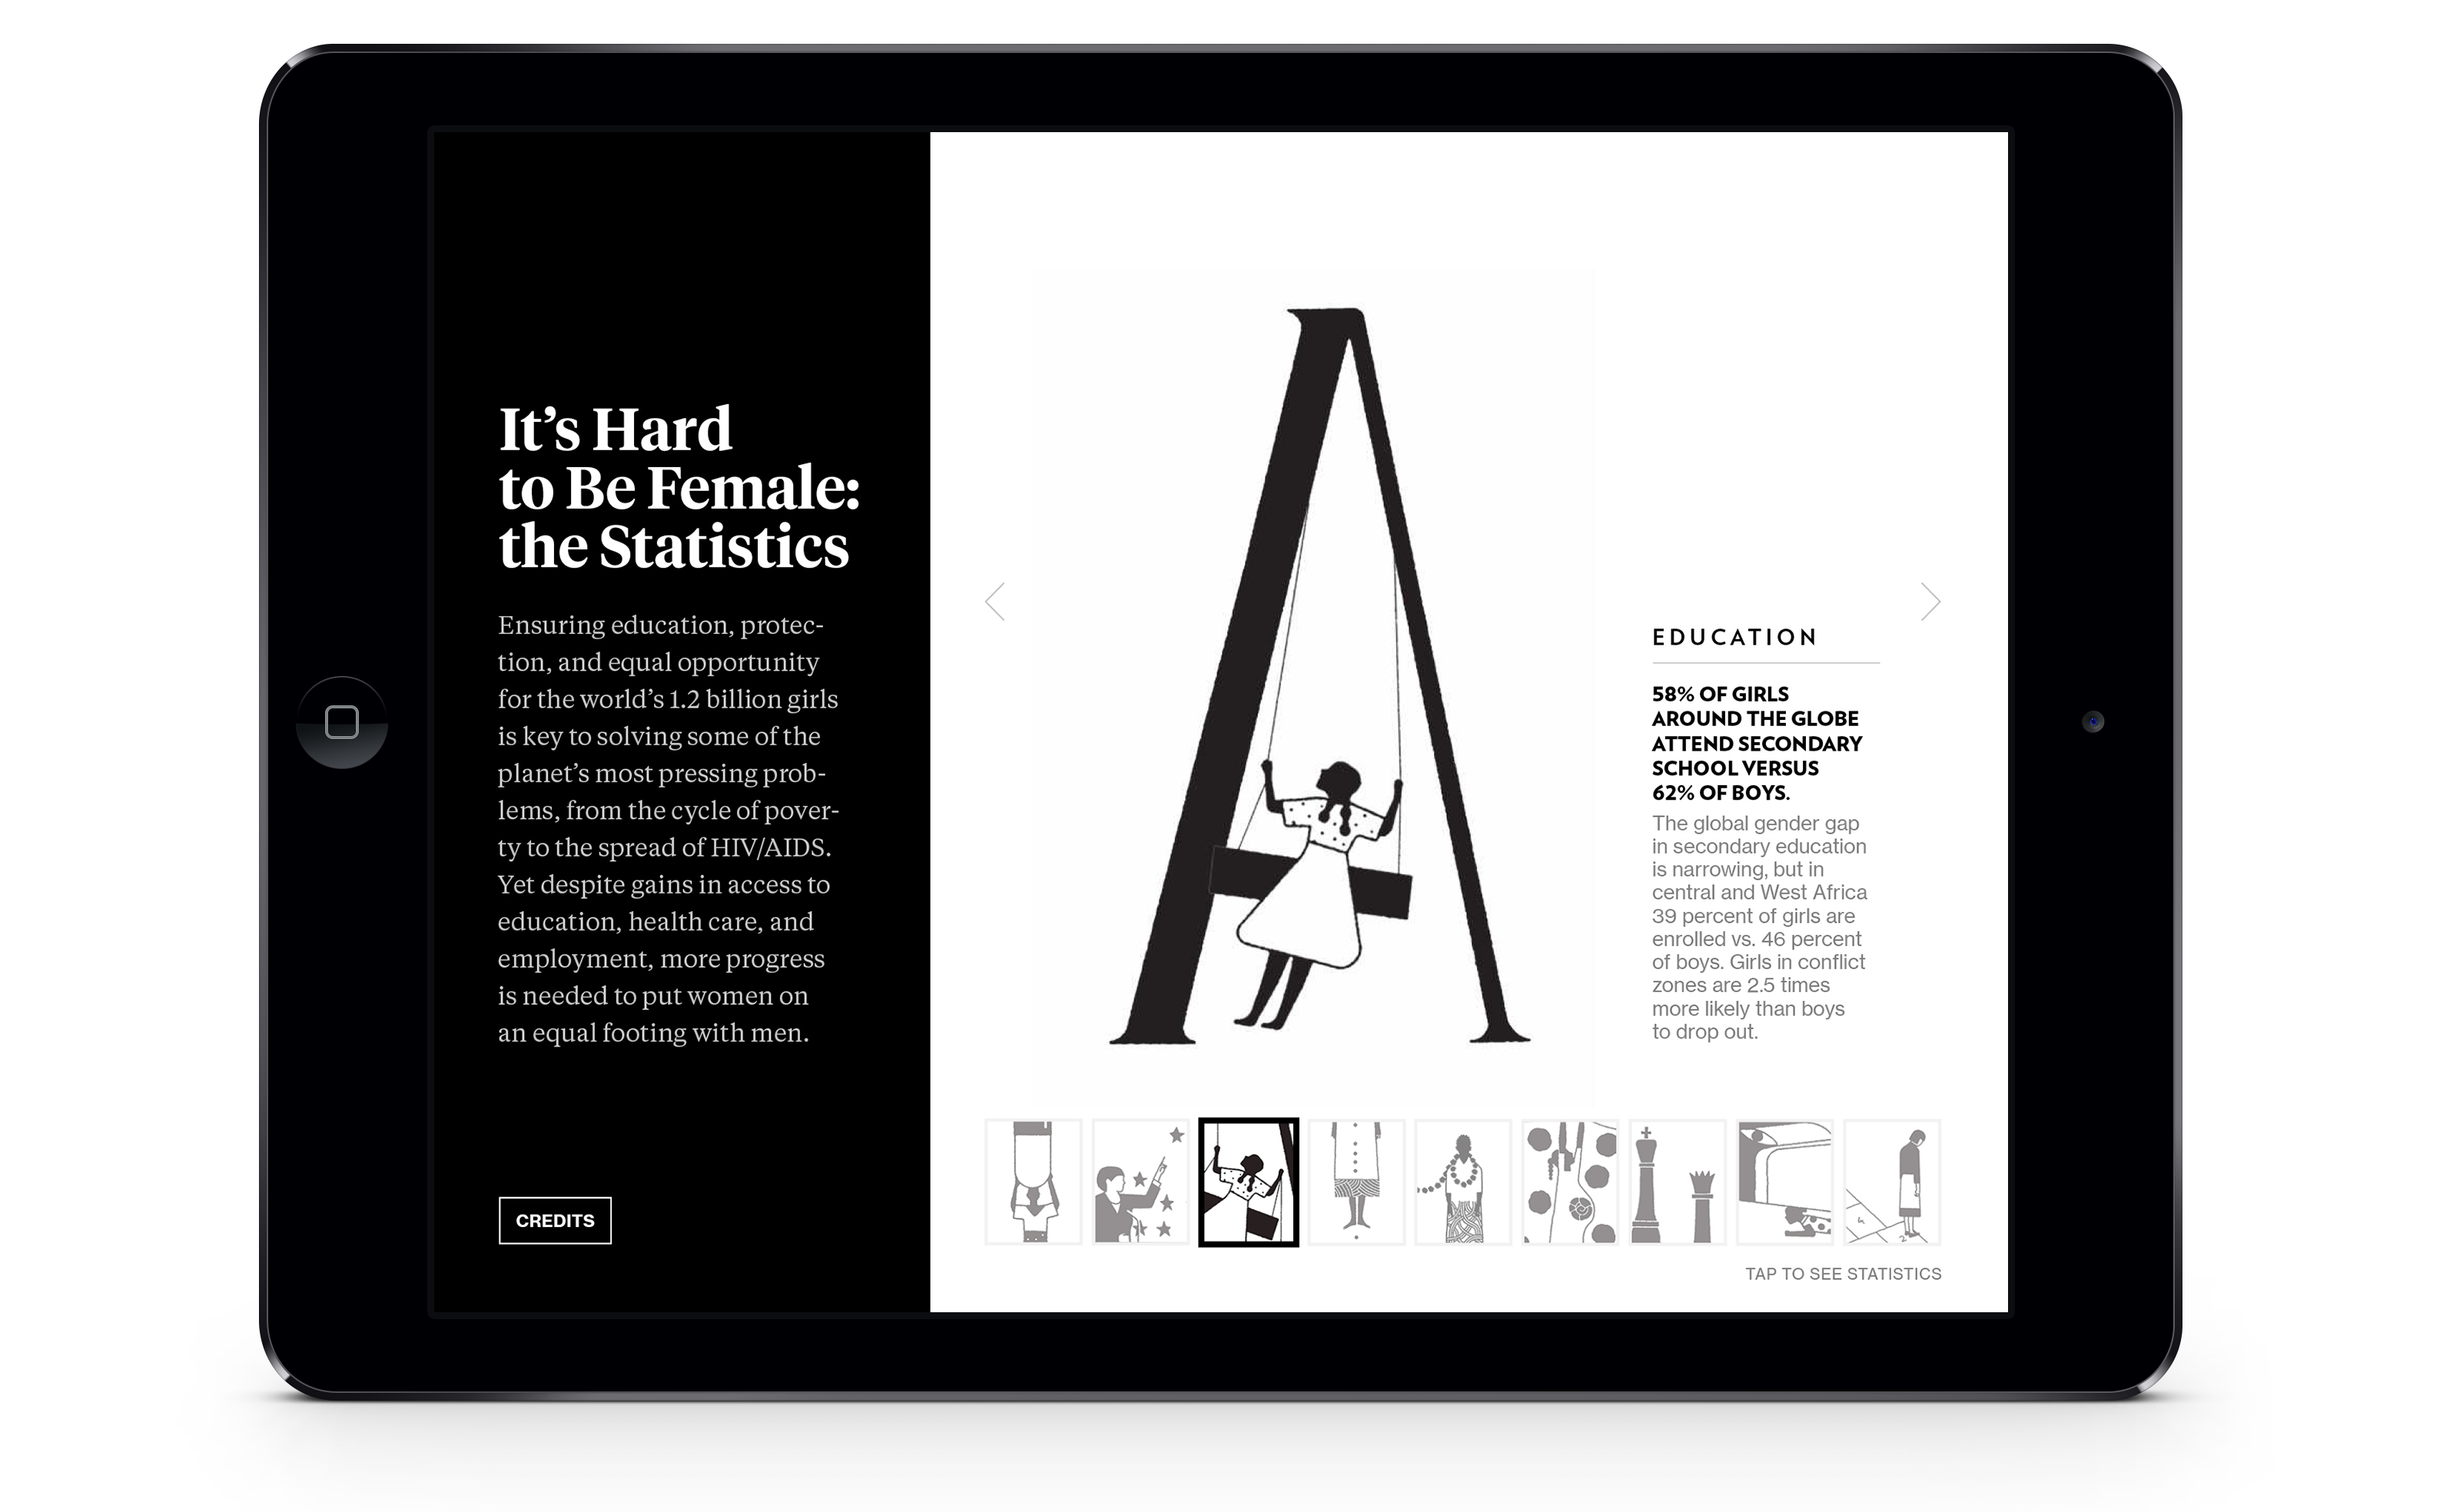 It's Hard
to Be Female:
the Statistics
Ensuring education, protec-
tion, and equal opportunity
for the world's 1.2 billion girls
is key to solving some of the
planet's most pressing prob-
lems, from the cycle of pover-
ty to the spread of HIV/AIDS.
Yet despite gains in access to
education, health care, and
employment, more progress
is needed to put women on
an equal footing with men.
CREDITS
EDUCATION
58% OF GIRLS
AROUND THE GLOBE
ATTEND SECONDARY
SCHOOL VERSUS
62% OF BOYS.
The global gender gap
in secondary education
is narrowing, but in
central and West Africa
39 percent of girls are
enrolled vs. 46 percent
of boys. Girls in conflict
zones are 2.5 times
more likely than boys
to drop out.
TAP TO SEE STATISTICS